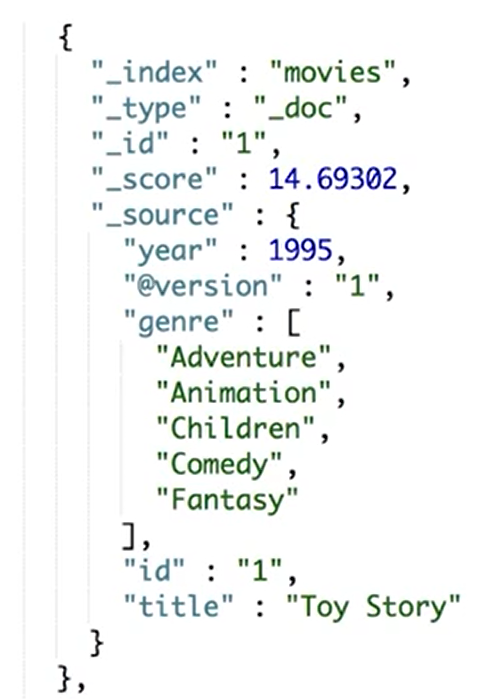 {
"_index" : "movies",
"_type" : "_doc",
"_id" : "1",
"_score" : 14.69302,
"_source" : {
"year" : 1995,
"@version" : "1",
"genre" : [
"Adventure",
"Animation",
"Children",
"Comedy",
"Fantasy"
],
"id" : "1",
"title" : "Toy Story"
}
},